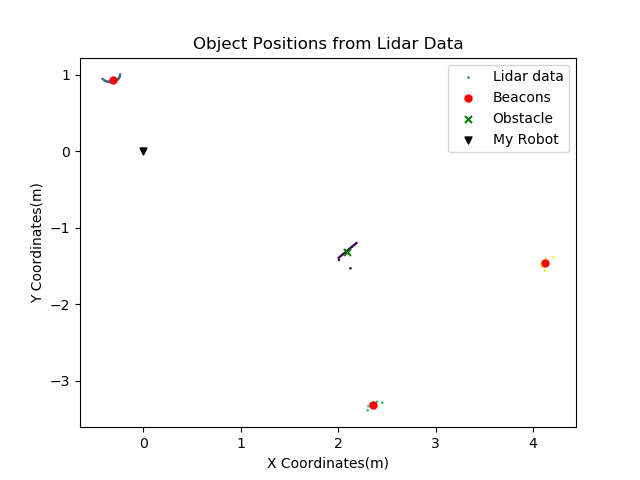 Object Positions from Lidar Data
Lidar data
Beacons
Obstacle
My Robot
1
0
−1
−2
−3
Y Coordinates(m)
0 1 2 3 4
X Coordinates(m)